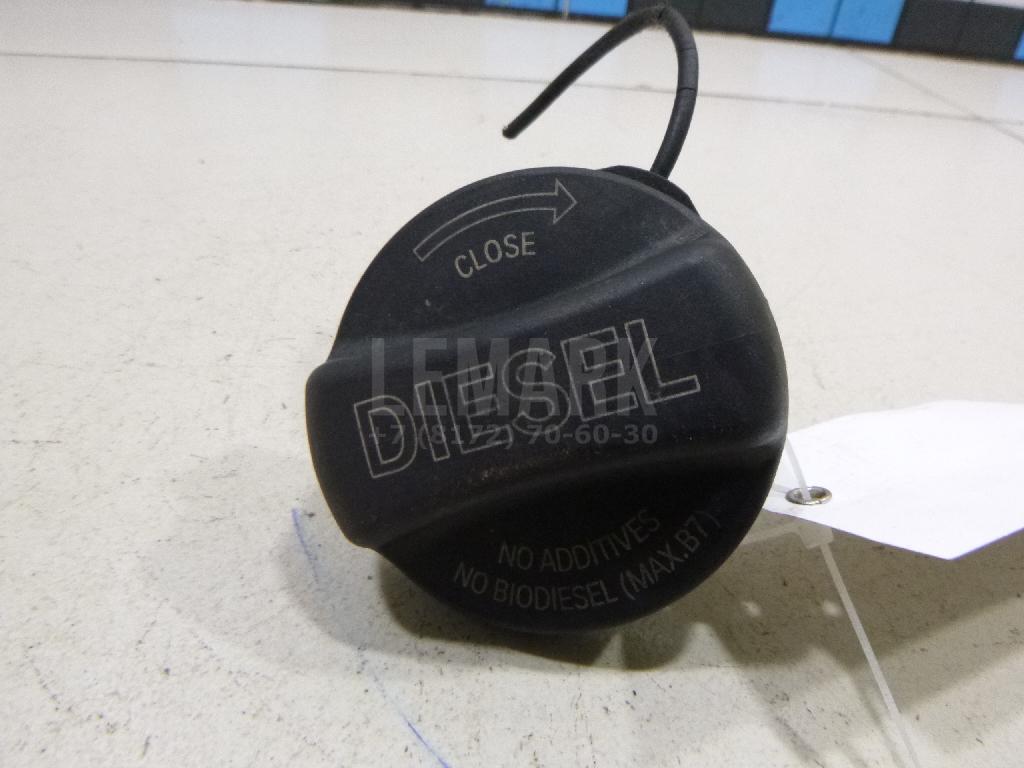 CLOSE
DIESEL
LEMARK
+7 (8172) 70-60-30
NO ADDITIVES
NO BIODIESEL (MAX.B7)